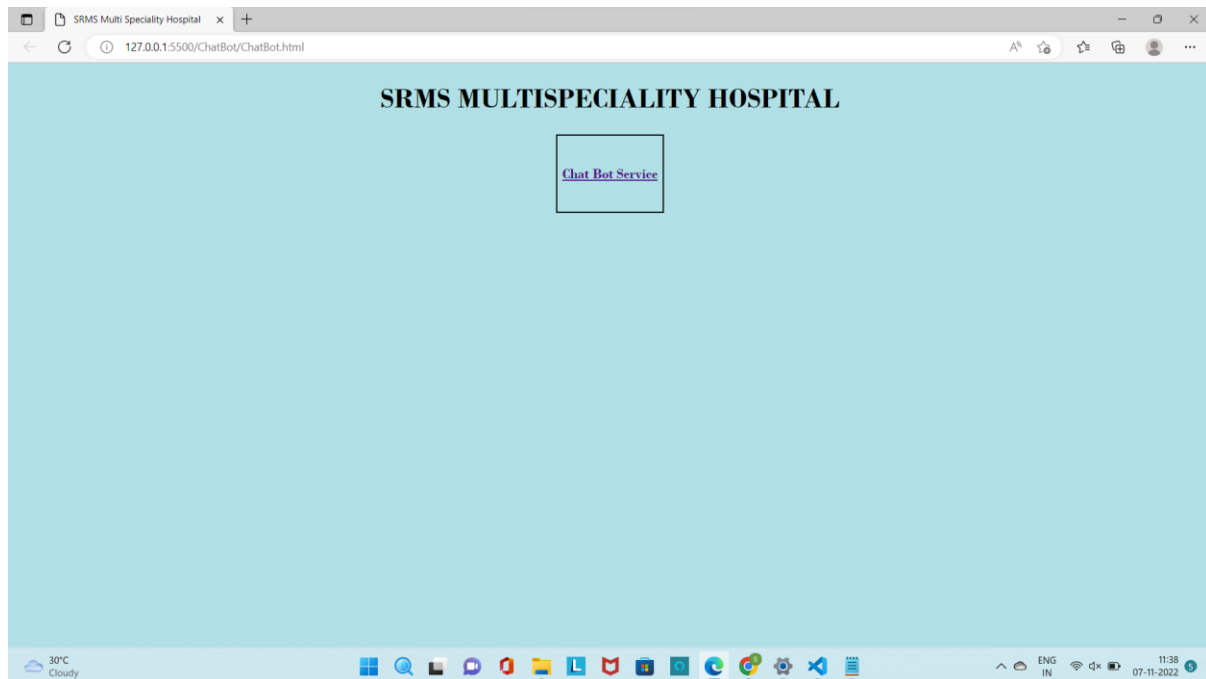 SRMS Multi Speciality Hospital
127.0.0.1:5500/ChatBot/ChatBot.html
SRMS MULTISPECIALITY HOSPITAL
Chat Bot Service
30°C
Cloudy
ENG
IN
11:38
07-11-2022
5